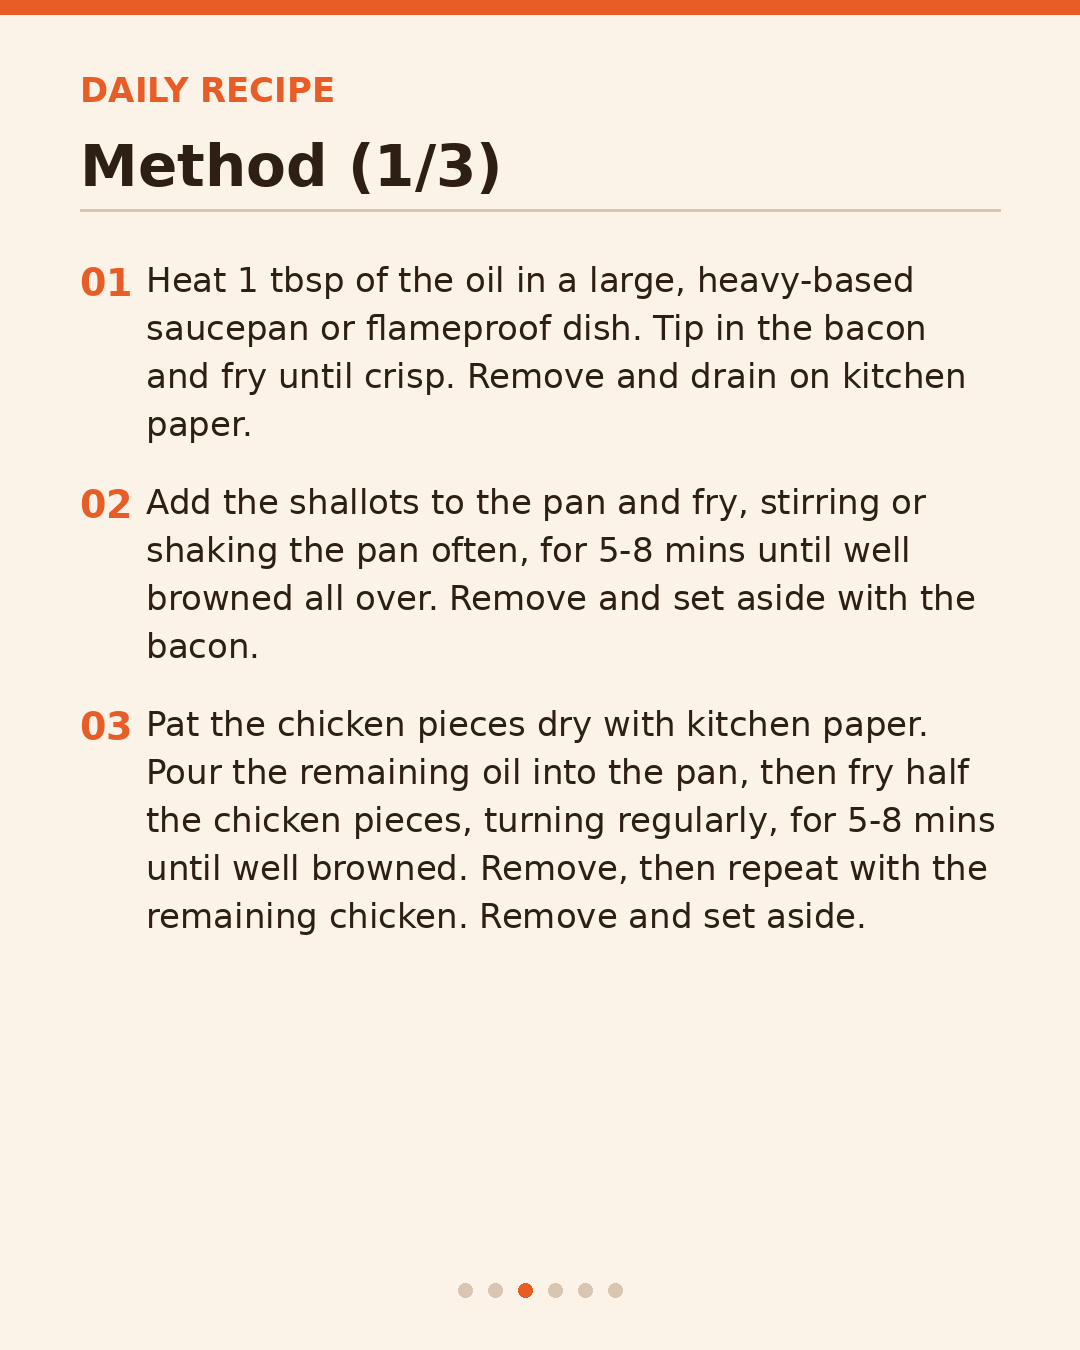 DAILY RECIPE
Method (1/3)
01 Heat 1 tbsp of the oil in a large, heavy-based
saucepan or flameproof dish. Tip in the bacon
and fry until crisp. Remove and drain on kitchen
paper.
02 Add the shallots to the pan and fry, stirring or
shaking the pan often, for 5-8 mins until well
browned all over. Remove and set aside with the
bacon.
03 Pat the chicken pieces dry with kitchen paper.
Pour the remaining oil into the pan, then fry half
the chicken pieces, turning regularly, for 5-8 mins
until well browned. Remove, then repeat with the
remaining chicken. Remove and set aside.